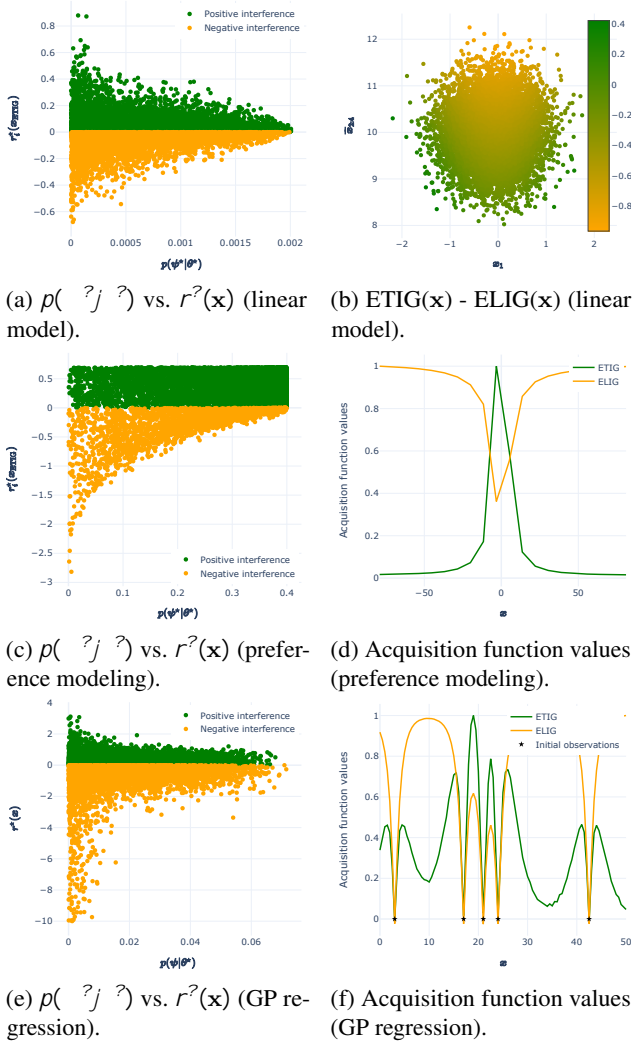 Positive interference
Negative interference
0.8
0.6
0.4
0.2
0
−0.2
−0.4
−0.6
0
0.0005
0.001
0.0015
0.002
p(ψ*|θ*)
12
11
10
9
8
−2
−1
0
1
2
x₁
0.4
0.2
0
−0.2
−0.4
−0.6
−0.8
(a) p( ?j ?) vs. r?(x) (linear
model).
(b) ETIG(x) - ELIG(x) (linear
model).
0.5
0
−0.5
−1
−1.5
−2
−2.5
−3
0
0.1
0.2
0.3
0.4
Positive interference
Negative interference
p(ψ*|θ*)
ETIG
ELIG
Acquisition function values
1
0.8
0.6
0.4
0.2
0
−50
0
50
x
(c) p( ?j ?) vs. r?(x) (prefer-
ence modeling).
(d) Acquisition function values
(preference modeling).
Positive interference
Negative interference
4
2
0
−2
−4
−6
−8
−10
r*(x)
0
0.02
0.04
0.06
p(ψ|θ*)
ETIG
ELIG
Initial observations
Acquisition function values
1
0.8
0.6
0.4
0.2
0
0
10
20
30
40
50
x
(e) p( ?j ?) vs. r?(x) (GP re-
gression).
(f) Acquisition function values
(GP regression).